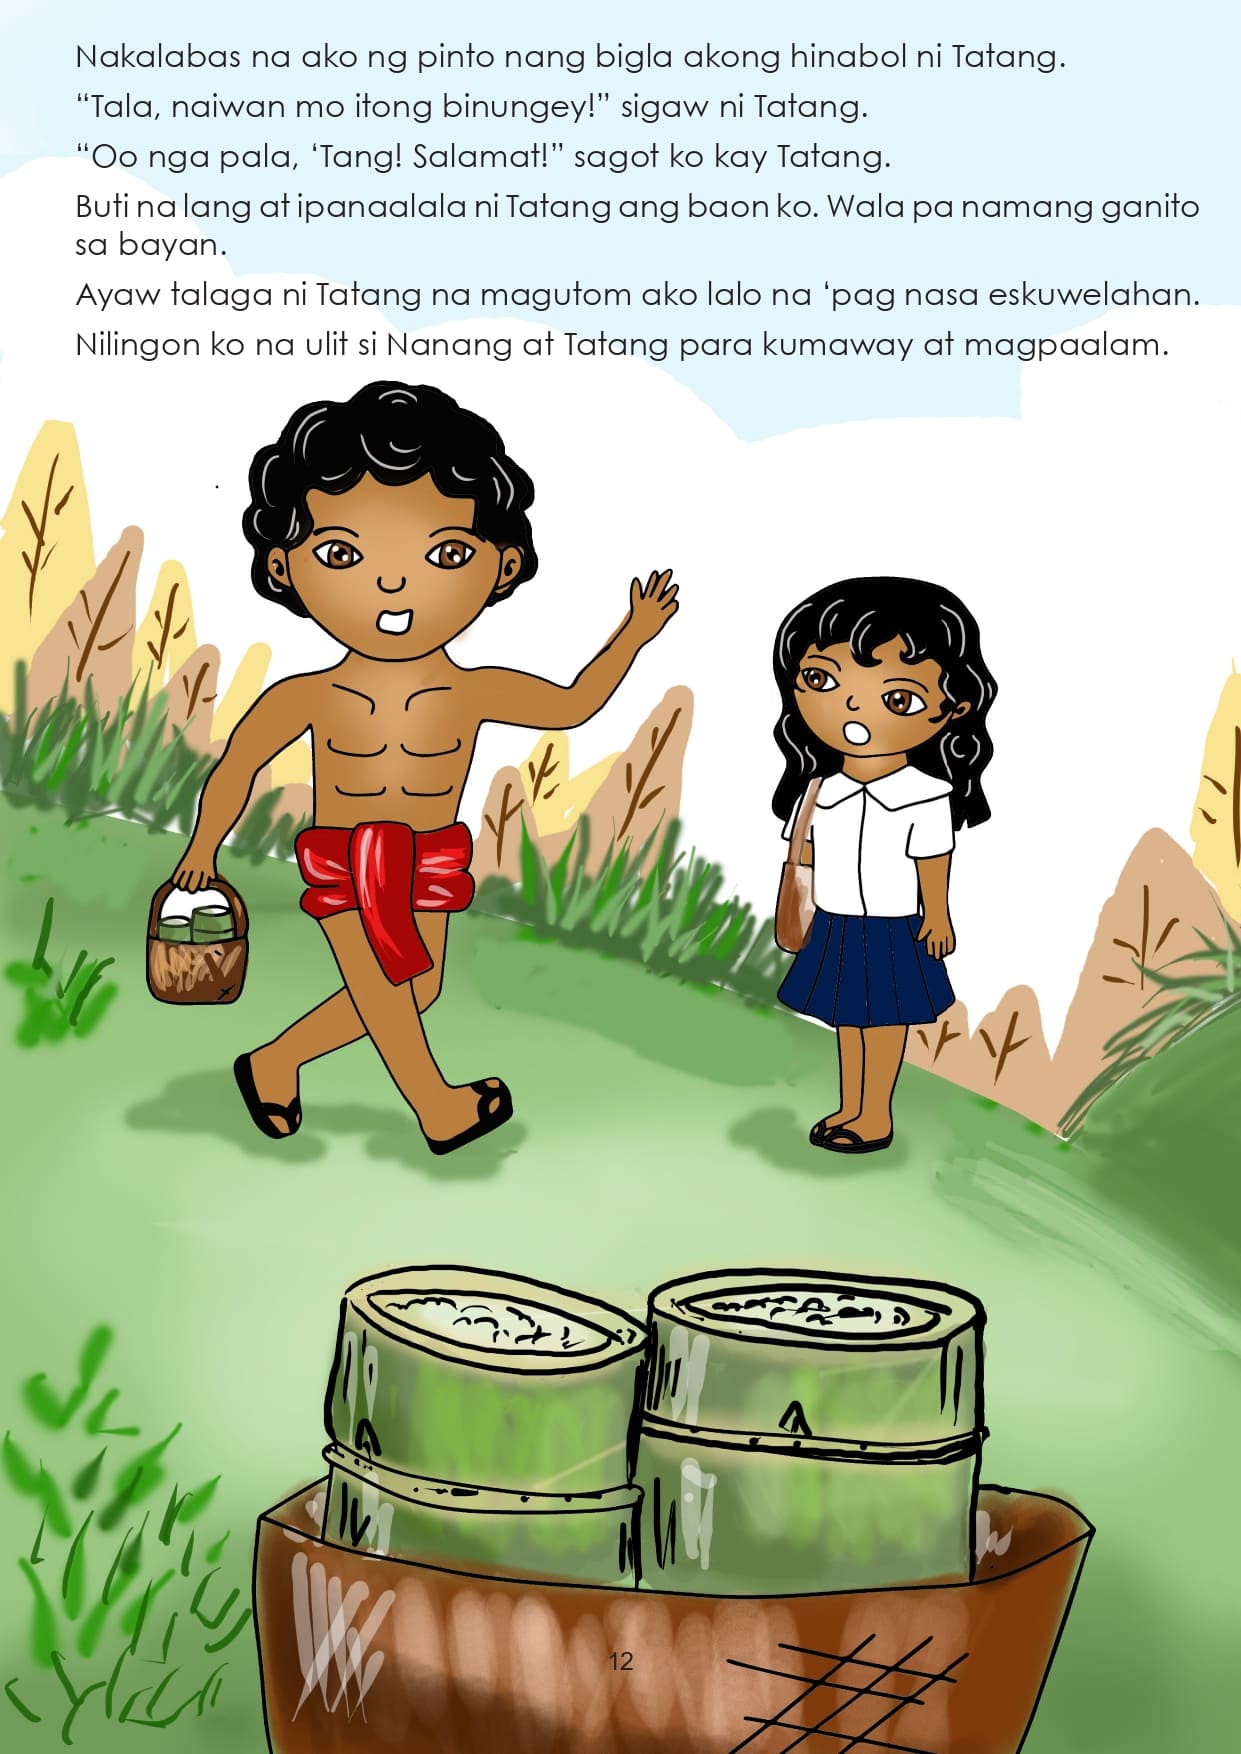 Nakalabas na ako ng pinto nang bigla akong hinabol ni Tatang.
“Tala, naiwan mo itong binungey!” sigaw ni Tatang.
“Oo nga pala, ‘Tang! Salamat!” sagot ko kay Tatang.
Buti na lang at ipanaalala ni Tatang ang baon ko. Wala pa namang ganito
sa bayan.
Ayaw talaga ni Tatang na magutom ako lalo na ‘pag nasa eskuwelahan.
Nilingon ko na ulit si Nanang at Tatang para kumaway at magpaalam.
12